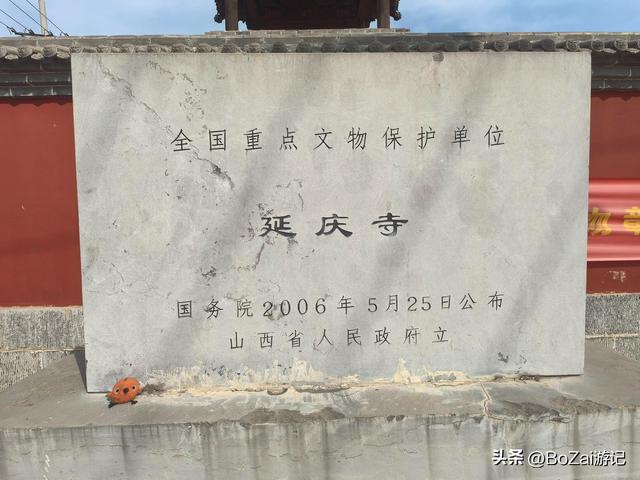 全国重点文物保护单位
延庆寺
国务院2006年5月25日公布
山西省人民政府立
头条 @BoZai游记